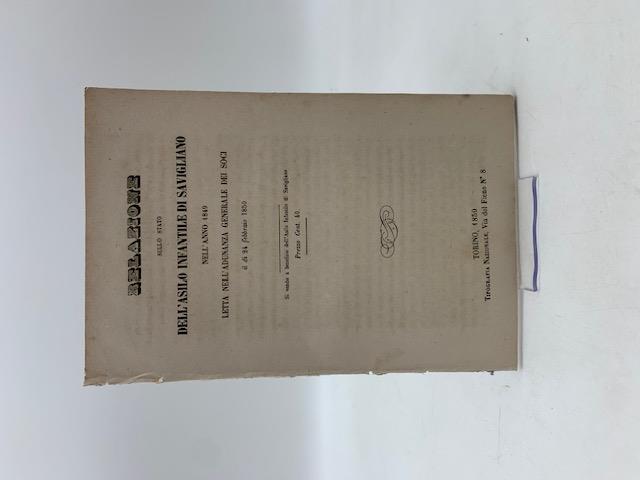 RELAZIONE
SULLO STATO
DELL'ASILO INFANTILE DI SAVIGLIANO
NELL'ANNO 1849
LETTA NELL'ADUNANZA GENERALE DEI SOCI
il dì 24 febbraio 1850
Si vende a benefizio dell'Asilo Infantile di Savigliano
Prezzo Cent. 40.
TORINO, 1850
TIPOGRAFIA NAZIONALE, Via del Fieno N° 8